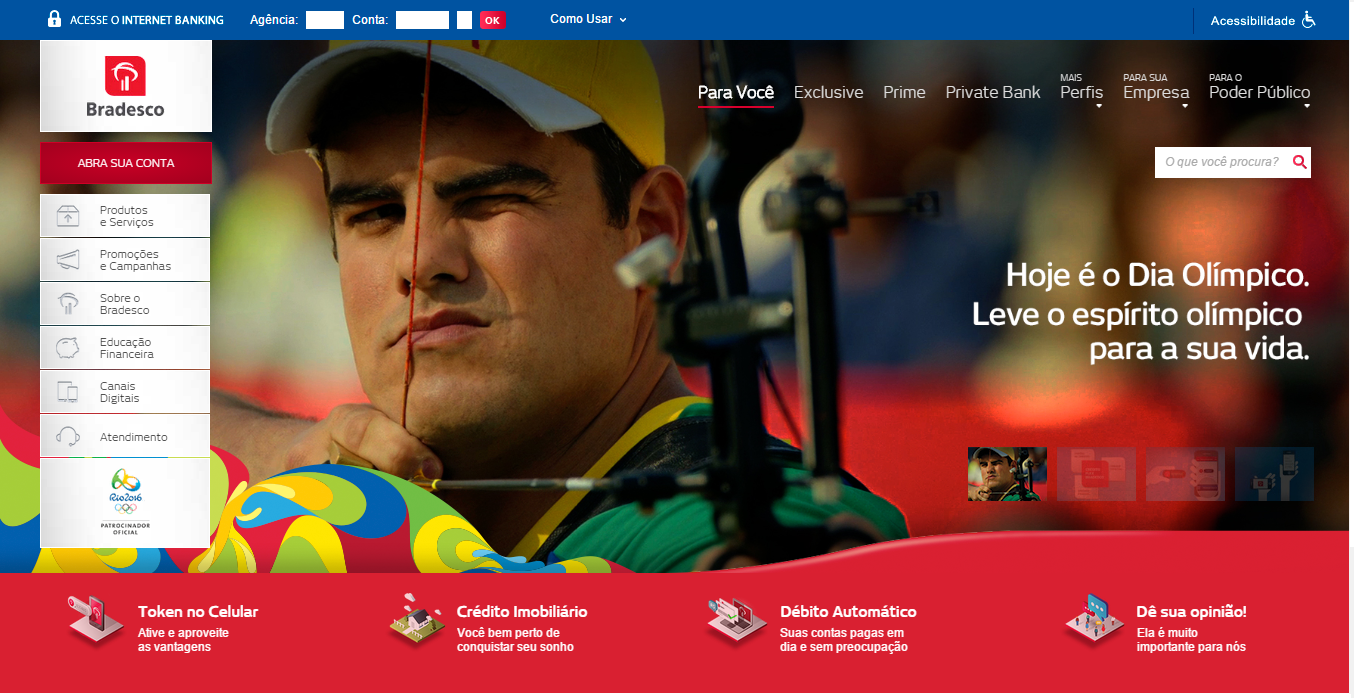 ACESSE O INTERNET BANKING
Agência:
Conta:
OK
Como Usar
Acessibilidade
Bradesco
ABRA SUA CONTA
Para Você
Exclusive
Prime
Private Bank
MAIS
Perfis
PARA SUA
Empresa
PARA O
Poder Público
O que você procura?
Produtos
e Serviços
Promoções
e Campanhas
Sobre o
Bradesco
Educação
Financeira
Canais
Digitais
Atendimento
Rio2016
PATROCINADOR
OFICIAL
Hoje é o Dia Olímpico.
Leve o espírito olímpico
para a sua vida.
Token no Celular
Ative e aproveite
as vantagens
Crédito Imobiliário
Você bem perto de
conquistar seu sonho
Débito Automático
Suas contas pagas em
dia e sem preocupação
Dê sua opinião!
Ela é muito
importante para nós